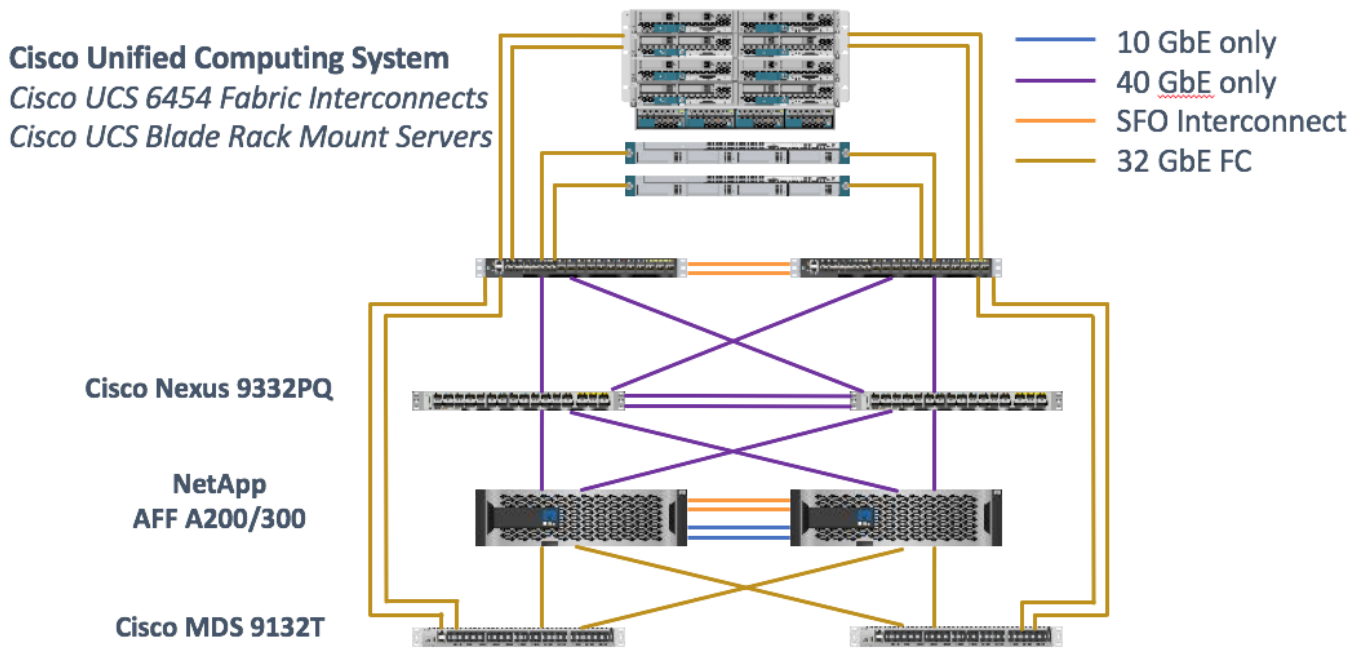 Cisco Unified Computing System
Cisco UCS 6454 Fabric Interconnects
Cisco UCS Blade Rack Mount Servers
10 GbE only
40 GbE only
SFO Interconnect
32 GbE FC
Cisco Nexus 9332PQ
NetApp
AFF A200/300
Cisco MDS 9132T